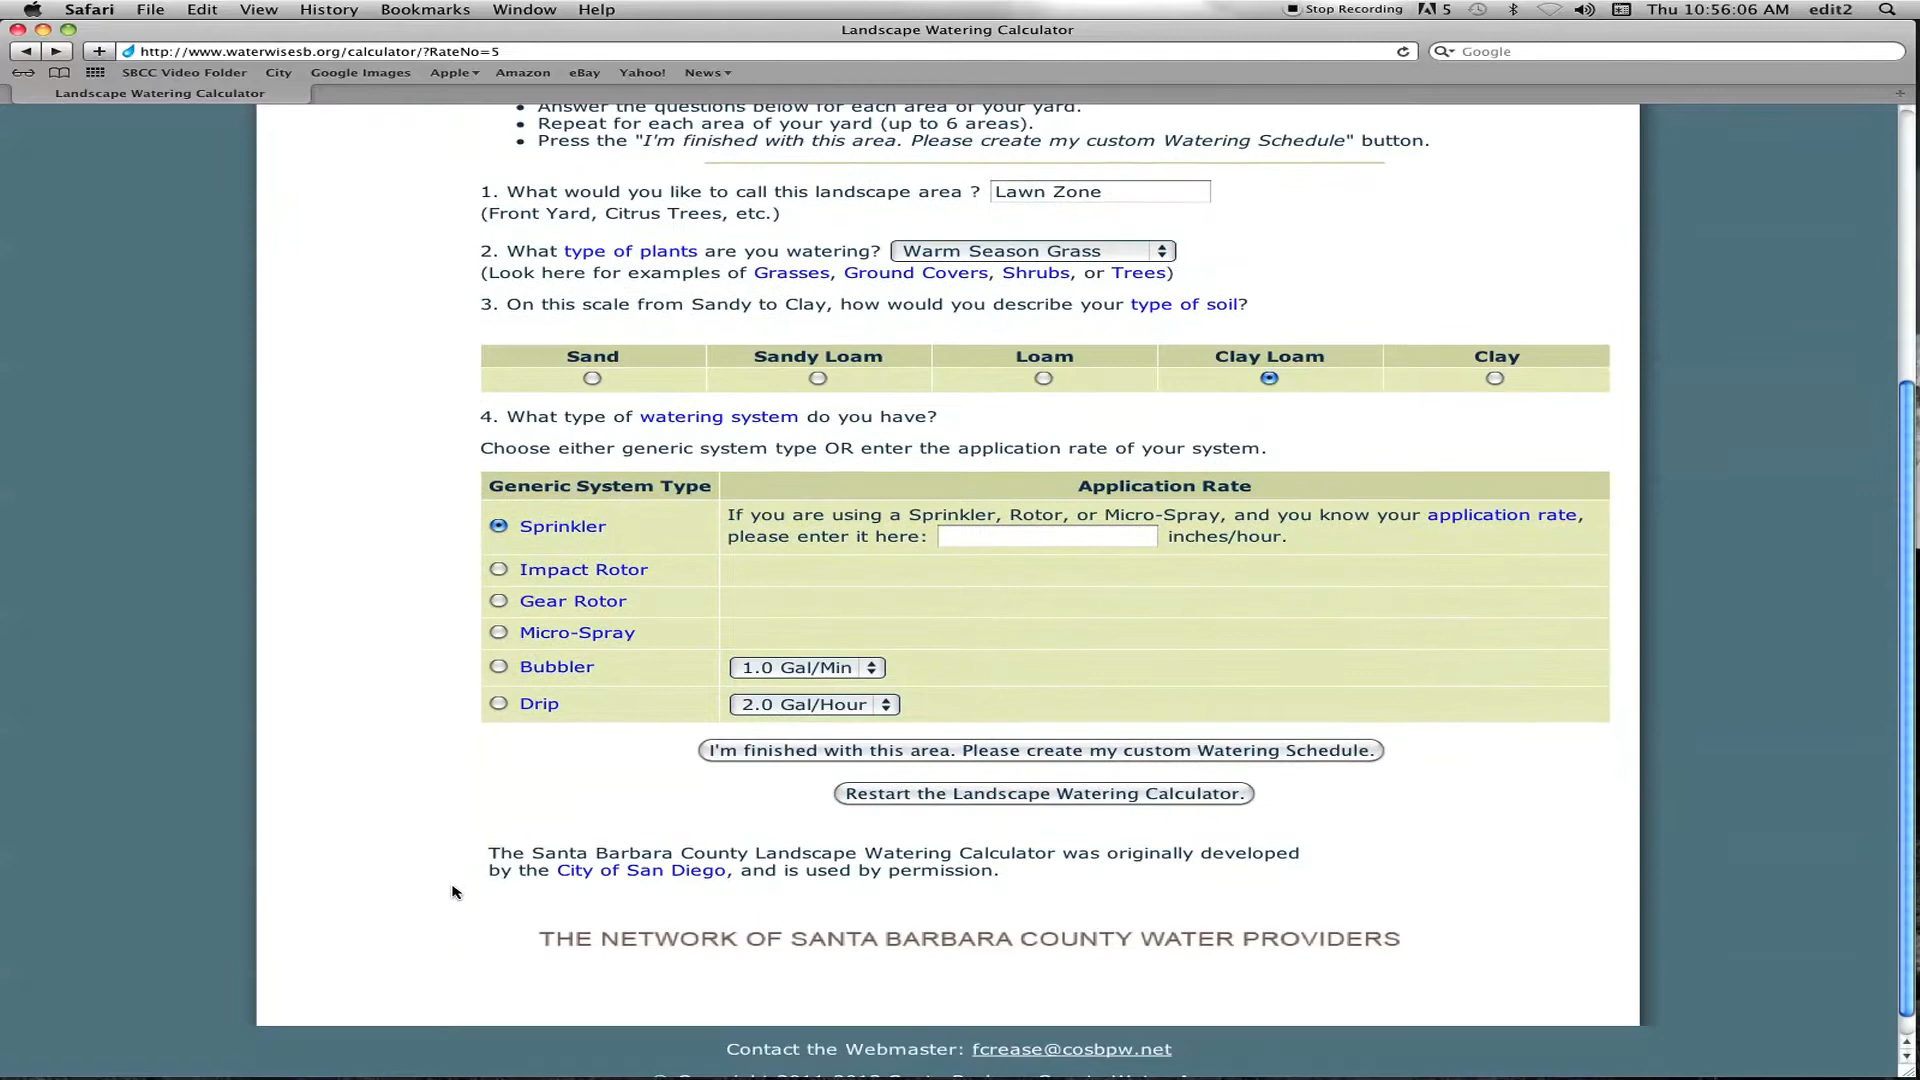 Safari File Edit View History Bookmarks Window Help Stop Recording 5 Thu 10:56:06 AM edit2
Landscape Watering Calculator
http://www.waterwisesb.org/calculator/?RateNo=5 Google
SBCC Video Folder City Google Images Apple Amazon eBay Yahoo! News
Landscape Watering Calculator
• Answer the questions below for each area of your yard.
• Repeat for each area of your yard (up to 6 areas).
• Press the "I'm finished with this area. Please create my custom Watering Schedule" button.
1. What would you like to call this landscape area ? Lawn Zone
(Front Yard, Citrus Trees, etc.)
2. What type of plants are you watering? Warm Season Grass
(Look here for examples of Grasses, Ground Covers, Shrubs, or Trees)
3. On this scale from Sandy to Clay, how would you describe your type of soil?
Sand Sandy Loam Loam Clay Loam Clay
4. What type of watering system do you have?
Choose either generic system type OR enter the application rate of your system.
Generic System Type Application Rate
Sprinkler If you are using a Sprinkler, Rotor, or Micro-Spray, and you know your application rate,
please enter it here: inches/hour.
Impact Rotor
Gear Rotor
Micro-Spray
Bubbler 1.0 Gal/Min
Drip 2.0 Gal/Hour
I'm finished with this area. Please create my custom Watering Schedule.
Restart the Landscape Watering Calculator.
The Santa Barbara County Landscape Watering Calculator was originally developed
by the City of San Diego, and is used by permission.
THE NETWORK OF SANTA BARBARA COUNTY WATER PROVIDERS
Contact the Webmaster: fcrease@cosbpw.net